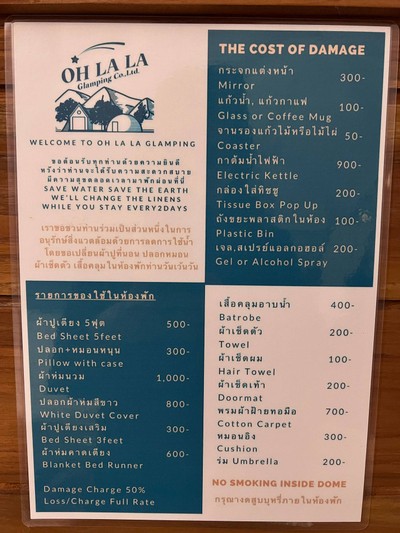 OH LA LA
Glamping Co.,Ltd.
WELCOME TO OH LA LA GLAMPING
ขอต้อนรับทุกท่านด้วยความยินดี
หวังว่าท่านจะได้รับความสะดวกสบาย
มีความสุขตลอดเวลามาพักผ่อนที่นี่
SAVE WATER SAVE THE EARTH
WE'LL CHANGE THE LINENS
WHILE YOU STAY EVERY2DAYS
เราขอชวนท่านร่วมเป็นส่วนหนึ่งในการ
อนุรักษ์สิ่งแวดล้อมด้วยการลดการใช้น้ำ
โดยขอเปลี่ยนผ้าปูที่นอน ปลอกหมอน
ผ้าเช็ดตัว เสื้อคลุมในห้องพักท่านวันเว้นวัน
THE COST OF DAMAGE
กระจกแต่งหน้า 300-
Mirror
แก้วน้ำ, แก้วกาแฟ 100-
Glass or Coffee Mug
จานรองแก้วไม้หรือไม้ไผ่ 50-
Coaster
กาต้มน้ำไฟฟ้า 900-
Electric Kettle
กล่องใส่ทิชชู 200-
Tissue Box Pop Up
ถังขยะพลาสติกในห้อง 100-
Plastic Bin
เจล,สเปรย์แอลกอฮอล์ 200-
Gel or Alcohol Spray
รายการของใช้ในห้องพัก
ผ้าปูเตียง 5ฟุต 500-
Bed Sheet 5feet
ปลอก+หมอนหนุน 300-
Pillow with case
ผ้าห่มนวม 1,000-
Duvet
ปลอกผ้าห่มสีขาว 800-
White Duvet Cover
ผ้าปูเตียงเสริม 300-
Bed Sheet 3feet
ผ้าห่มคาดเตียง 600-
Blanket Bed Runner
Damage Charge 50%
Loss/Charge Full Rate
เสื้อคลุมอาบน้ำ 400-
Batrobe
ผ้าเช็ดตัว 200-
Towel
ผ้าเช็ดผม 100-
Hair Towel
ผ้าเช็ดเท้า 200-
Doormat
พรมผ้าฝ้ายทอมือ 700-
Cotton Carpet
หมอนอิง 300-
Cushion
ร่ม Umbrella 200-
NO SMOKING INSIDE DOME
กรุณางดสูบบุหรี่ภายในห้องพัก